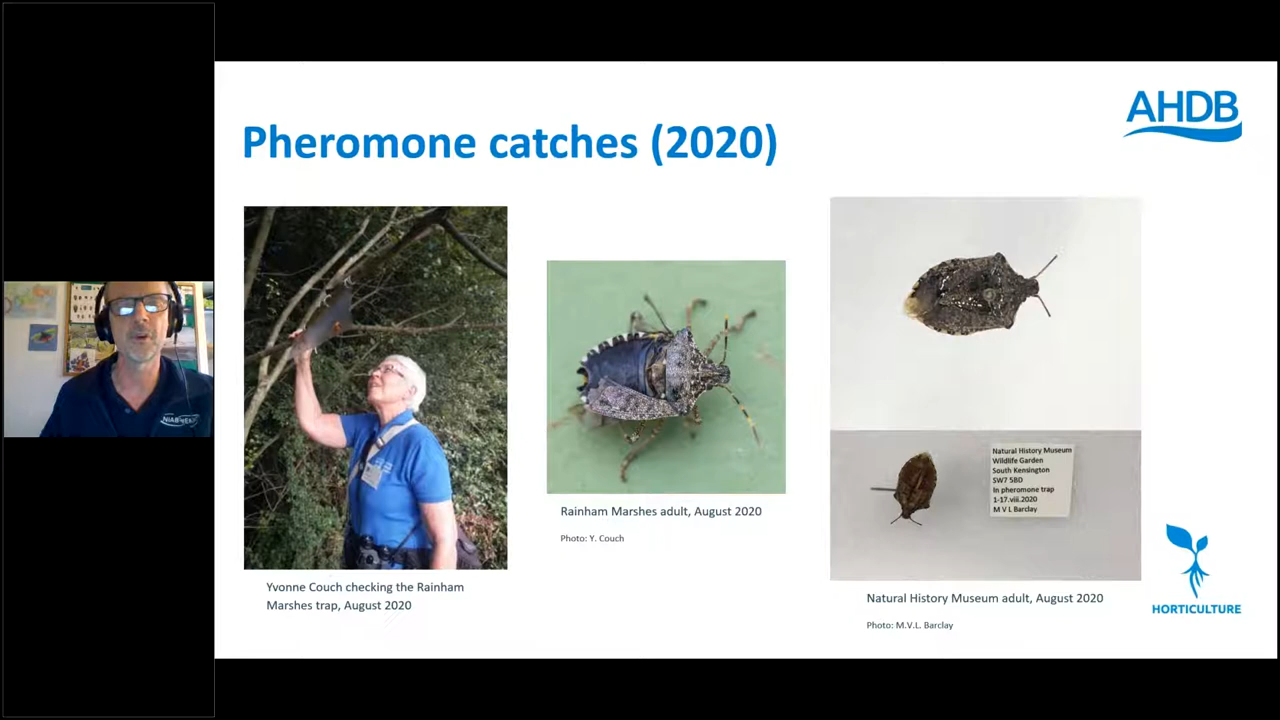 AHDB
Pheromone catches (2020)
Natural History Museum
Wildlife Garden
South Kensington
SW7 5BD
In pheromone trap
1-17.viii.2020
M V L Barclay
Rainham Marshes adult, August 2020
Photo: Y. Couch
Yvonne Couch checking the Rainham
Marshes trap, August 2020
Natural History Museum adult, August 2020
Photo: M.V.L. Barclay
HORTICULTURE